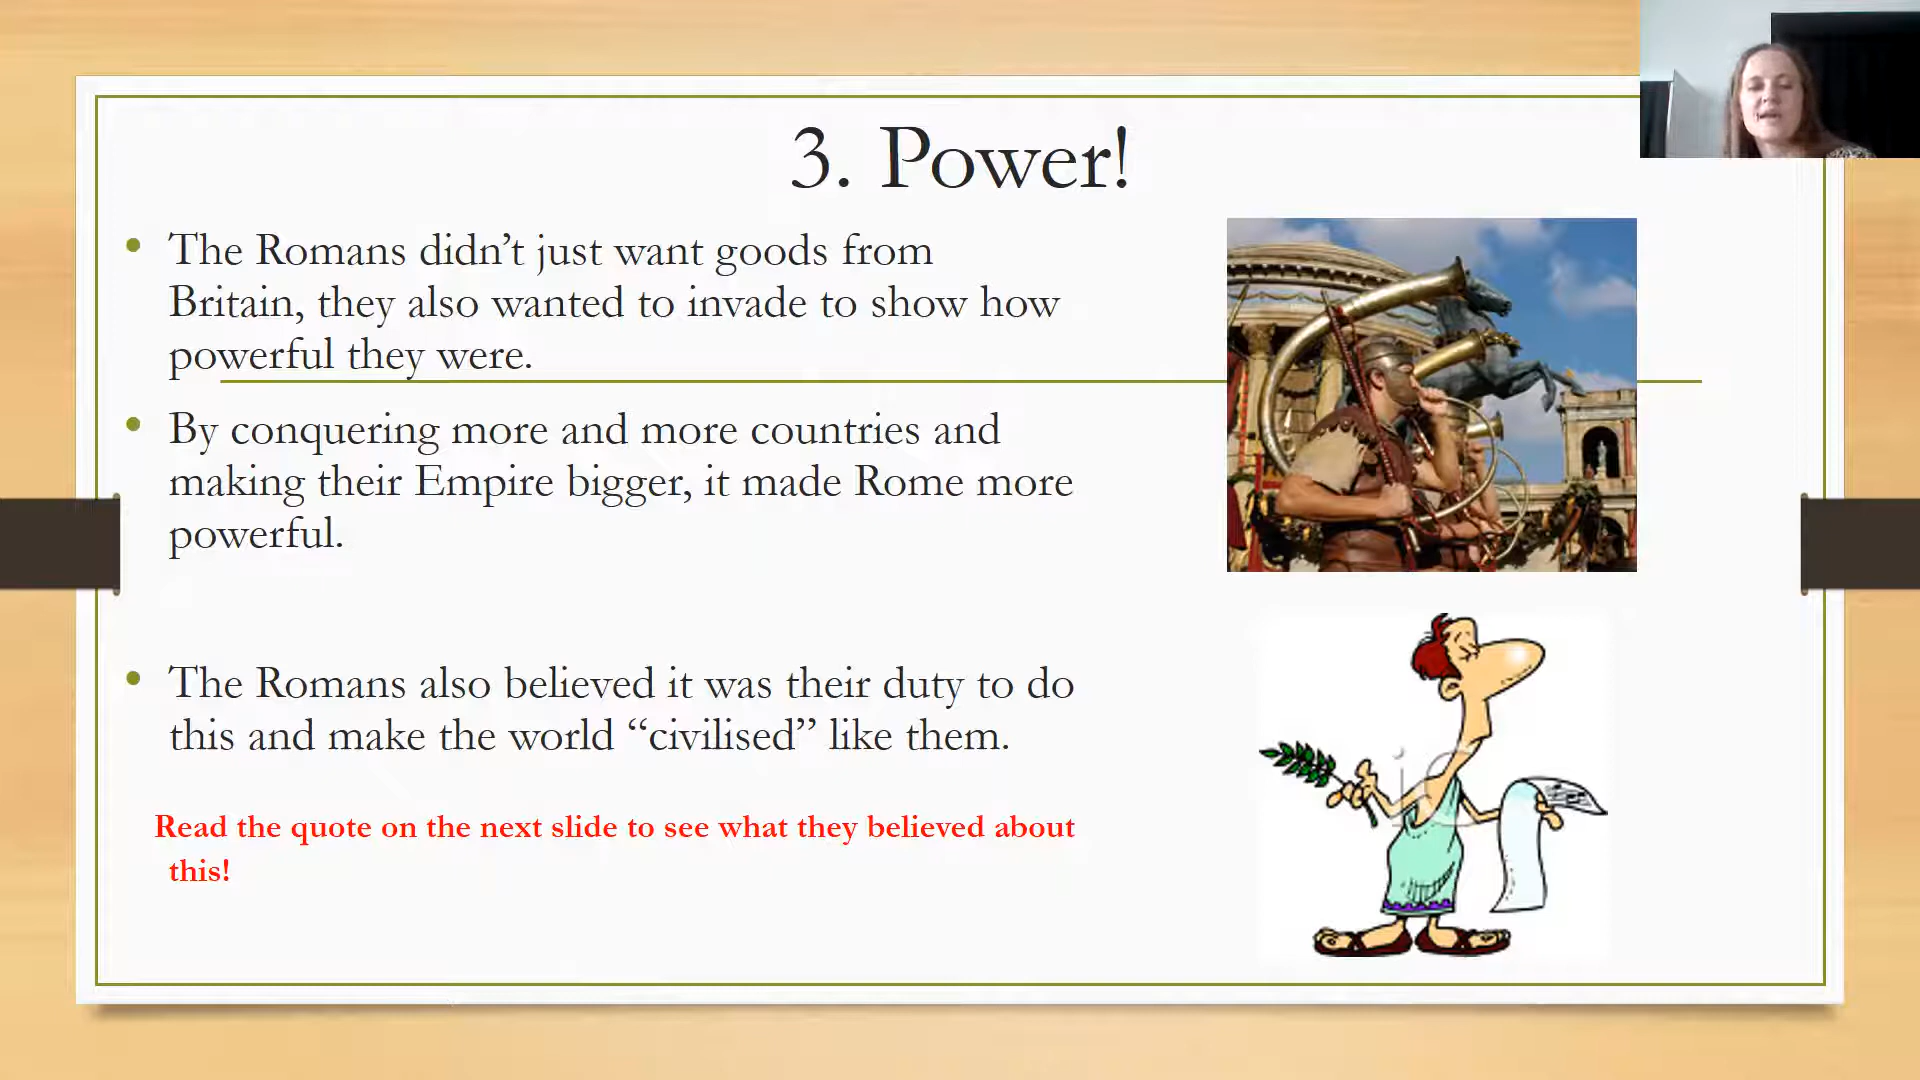 3. Power!
• The Romans didn’t just want goods from
Britain, they also wanted to invade to show how
powerful they were.
• By conquering more and more countries and
making their Empire bigger, it made Rome more
powerful.
• The Romans also believed it was their duty to do
this and make the world “civilised” like them.
Read the quote on the next slide to see what they believed about
this!